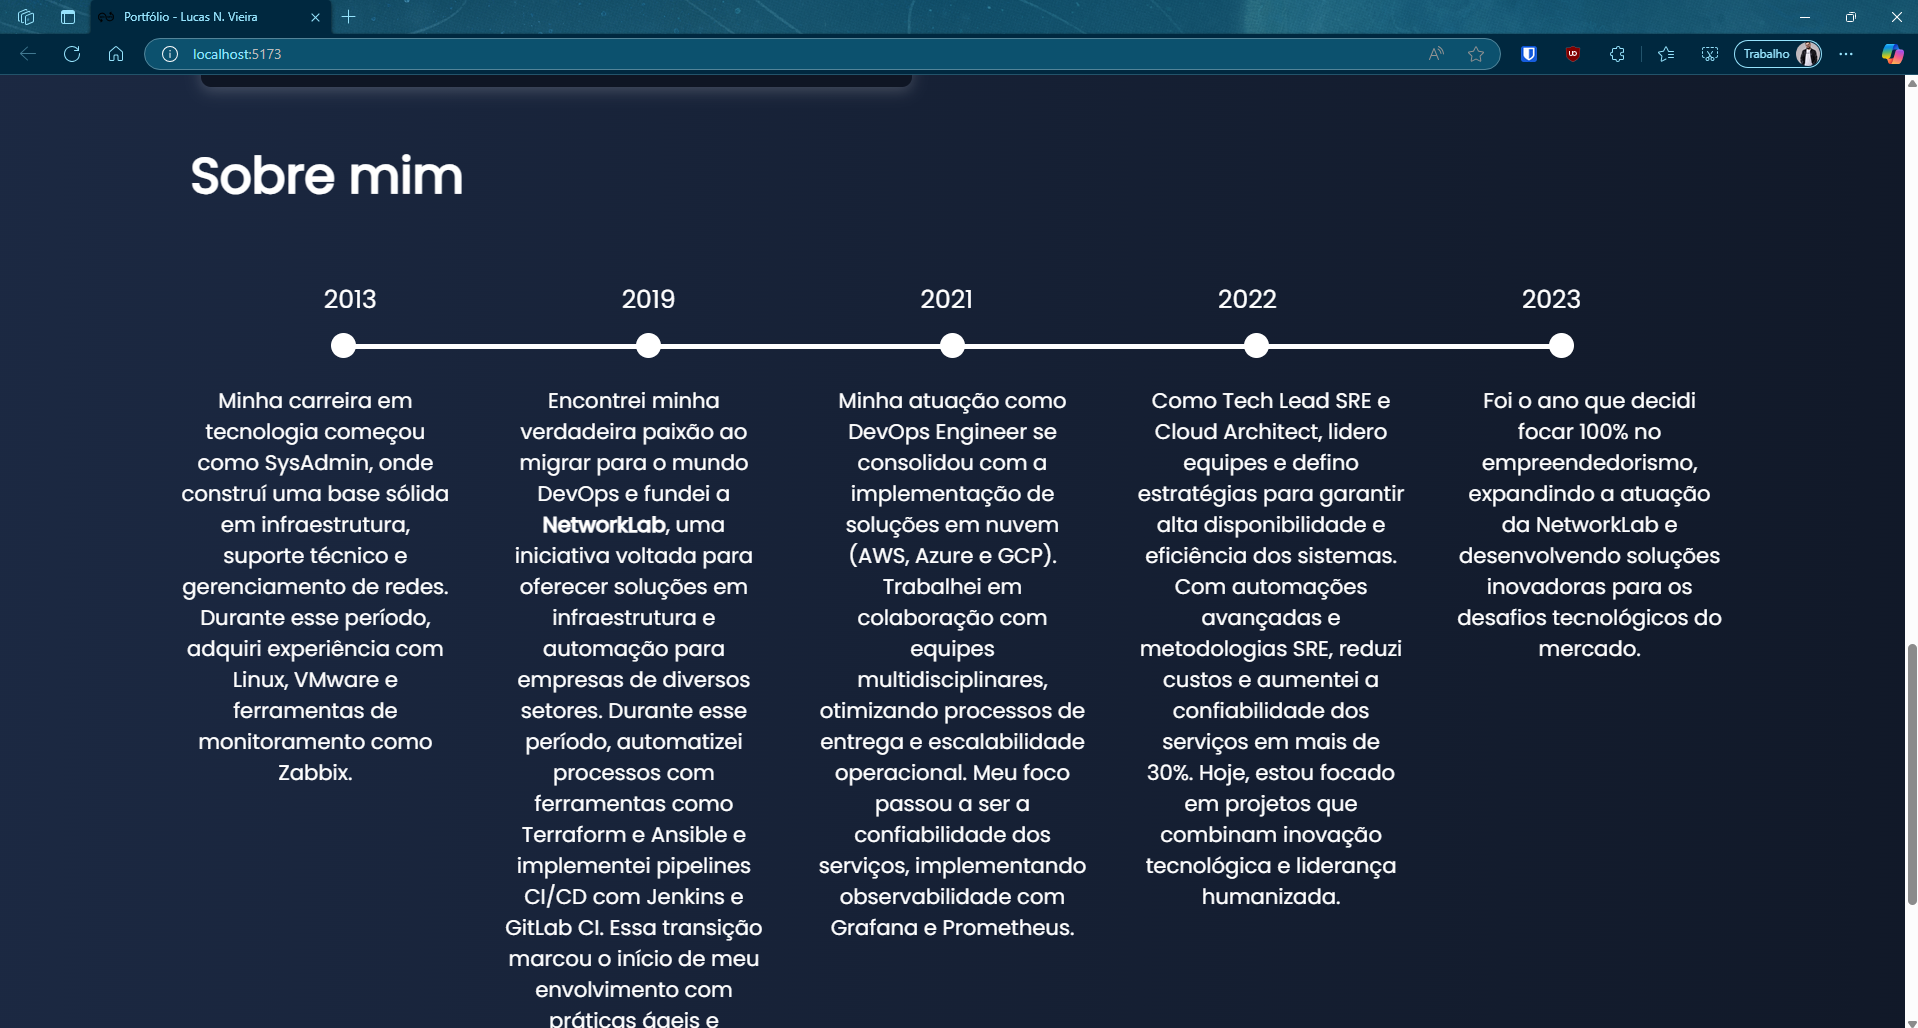 Portfólio - Lucas N. Vieira
localhost:5173
Trabalho
Sobre mim
2013
2019
2021
2022
2023
Minha carreira em
tecnologia começou
como SysAdmin, onde
construí uma base sólida
em infraestrutura,
suporte técnico e
gerenciamento de redes.
Durante esse período,
adquiri experiência com
Linux, VMware e
ferramentas de
monitoramento como
Zabbix.
Encontrei minha
verdadeira paixão ao
migrar para o mundo
DevOps e fundei a
NetworkLab, uma
iniciativa voltada para
oferecer soluções em
infraestrutura e
automação para
empresas de diversos
setores. Durante esse
período, automatizei
processos com
ferramentas como
Terraform e Ansible e
implementei pipelines
CI/CD com Jenkins e
GitLab CI. Essa transição
marcou o início de meu
envolvimento com
práticas ágeis e
Minha atuação como
DevOps Engineer se
consolidou com a
implementação de
soluções em nuvem
(AWS, Azure e GCP).
Trabalhei em
colaboração com
equipes
multidisciplinares,
otimizando processos de
entrega e escalabilidade
operacional. Meu foco
passou a ser a
confiabilidade dos
serviços, implementando
observabilidade com
Grafana e Prometheus.
Como Tech Lead SRE e
Cloud Architect, lidero
equipes e defino
estratégias para garantir
alta disponibilidade e
eficiência dos sistemas.
Com automações
avançadas e
metodologias SRE, reduzi
custos e aumentei a
confiabilidade dos
serviços em mais de
30%. Hoje, estou focado
em projetos que
combinam inovação
tecnológica e liderança
humanizada.
Foi o ano que decidi
focar 100% no
empreendedorismo,
expandindo a atuação
da NetworkLab e
desenvolvendo soluções
inovadoras para os
desafios tecnológicos do
mercado.